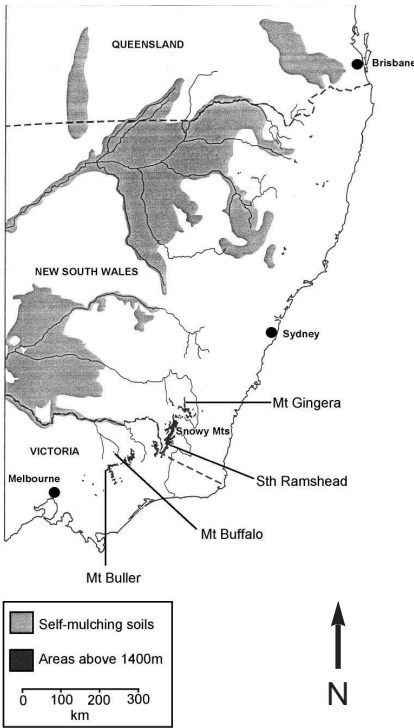 QUEENSLAND
Brisbane
NEW SOUTH WALES
Sydney
Mt Gingera
Snowy Mts
VICTORIA
Sth Ramshead
Melbourne
Mt Buffalo
Mt Buller
Self-mulching soils
Areas above 1400m
0 100 200 300
km
N